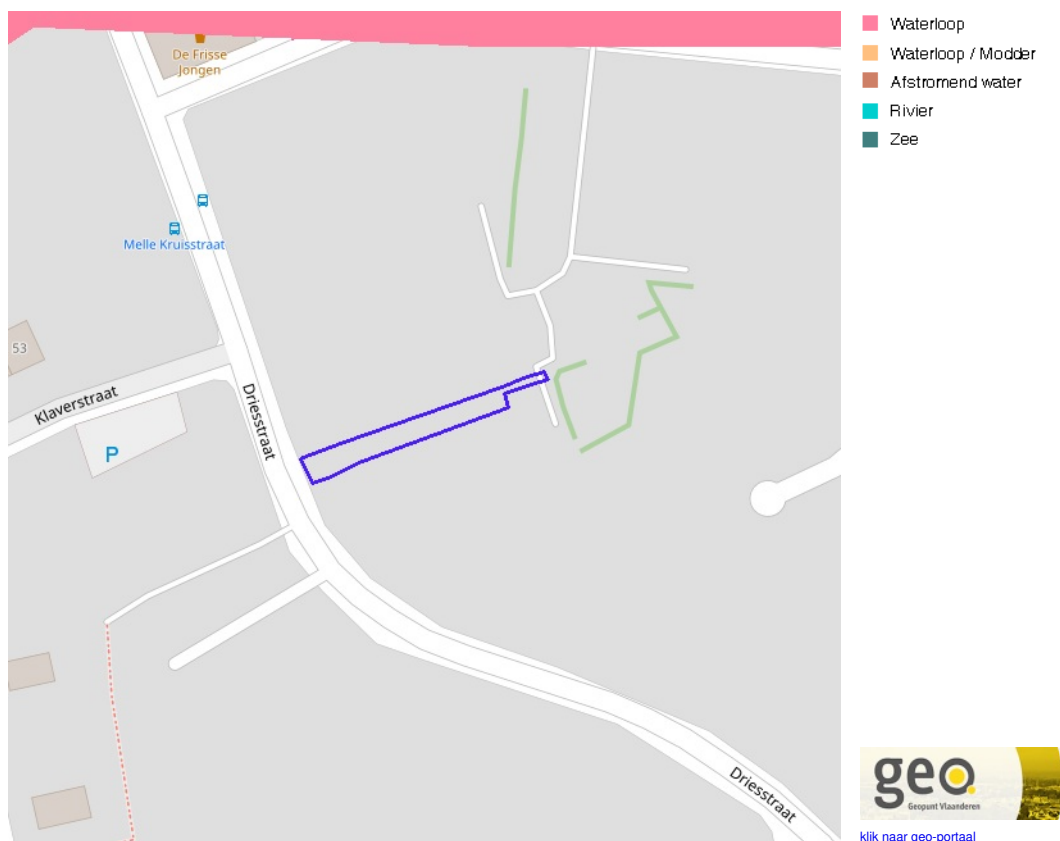 De Frisse
Jongen
Melle Kruisstraat
53
Klaverstraat
P
Driesstraat
Driesstraat
Waterloop
Waterloop / Modder
Afstromend water
Rivier
Zee
geo
Geopunt Vlaanderen
klik naar geo-portaal